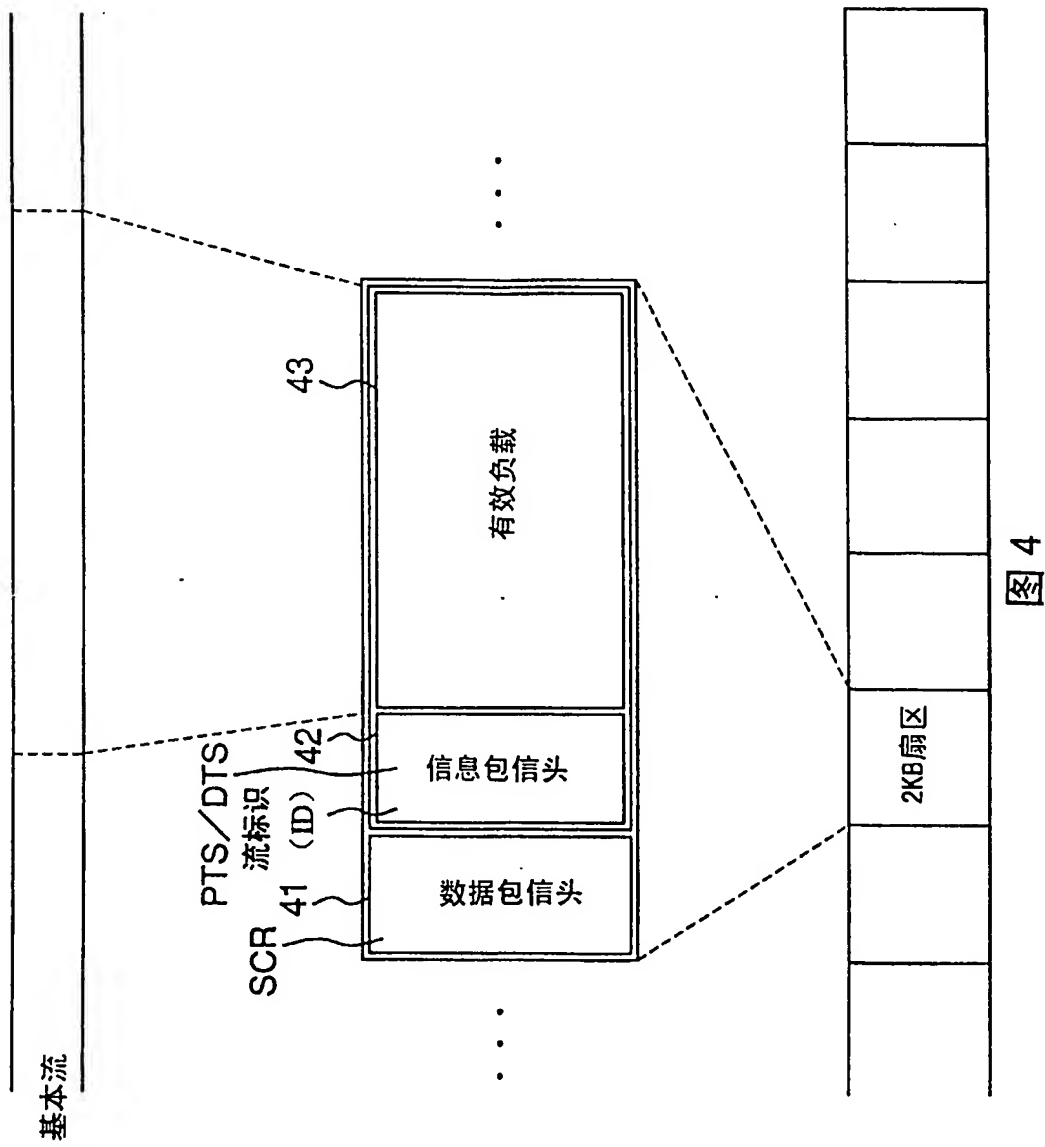 基本流
SCR
41
PTS/DTS
流标识
(ID)
42
43
数据包信头
信息包信头
有效负载
2KB扇区
图 4